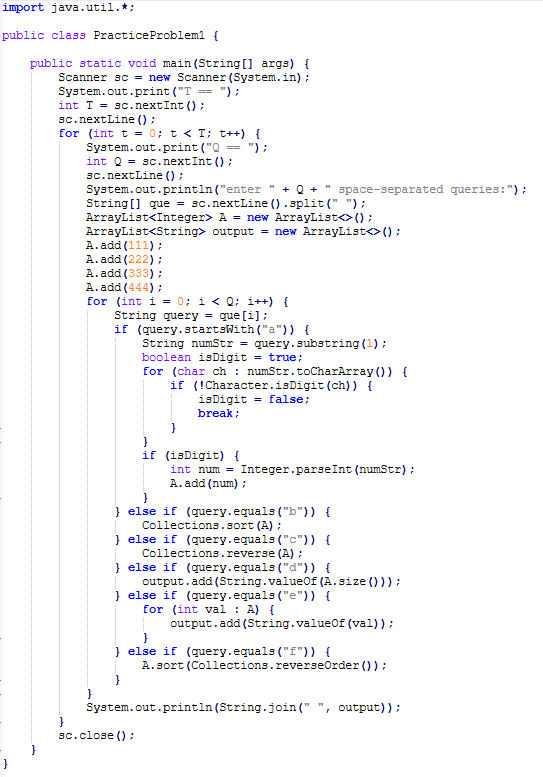 import java.util.*;
public class PracticeProblem1 {
public static void main(String[] args) {
Scanner sc = new Scanner(System.in);
System.out.print("T == ");
int T = sc.nextInt();
sc.nextLine();
for (int t = 0; t < T; t++) {
System.out.print("Q == ");
int Q = sc.nextInt();
sc.nextLine();
System.out.println("enter " + Q + " space-separated queries:");
String[] que = sc.nextLine().split(" ");
ArrayList<Integer> A = new ArrayList<>();
ArrayList<String> output = new ArrayList<>();
A.add(111);
A.add(222);
A.add(333);
A.add(444);
for (int i = 0; i < Q; i++) {
String query = que[i];
if (query.startsWith("a")) {
String numStr = query.substring(1);
boolean isDigit = true;
for (char ch : numStr.toCharArray()) {
if (!Character.isDigit(ch)) {
isDigit = false;
break;
}
}
if (isDigit) {
int num = Integer.parseInt(numStr);
A.add(num);
}
} else if (query.equals("b")) {
Collections.sort(A);
} else if (query.equals("c")) {
Collections.reverse(A);
} else if (query.equals("d")) {
output.add(String.valueOf(A.size()));
} else if (query.equals("e")) {
for (int val : A) {
output.add(String.valueOf(val));
}
} else if (query.equals("f")) {
A.sort(Collections.reverseOrder());
}
}
System.out.println(String.join(" ", output));
}
sc.close();
}
}